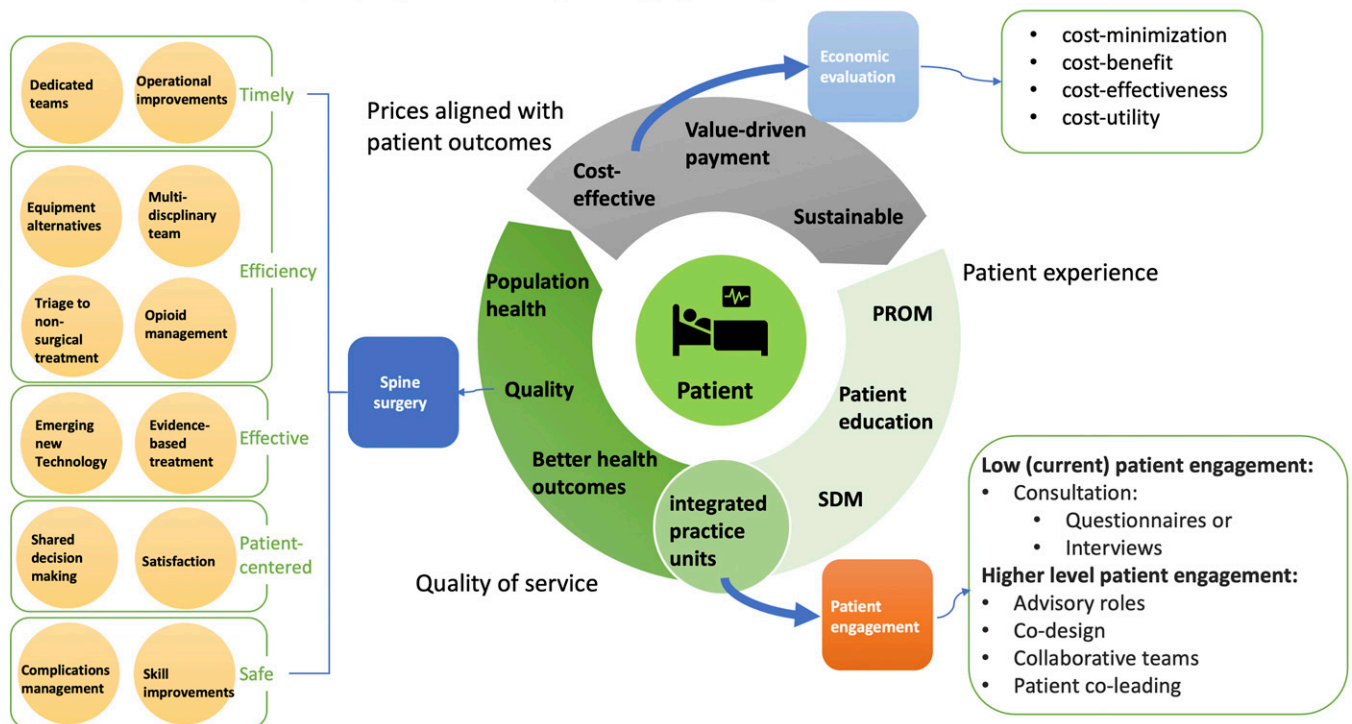 Dedicated
teams
Operational
improvements
Timely
Equipment
alternatives
Multi-
discplinary
team
Efficiency
Triage to
non-
surgical
treatment
Opioid
management
Emerging
new
Technology
Evidence-
based
treatment
Effective
Shared
decision
making
Satisfaction
Patient-
centered
Complications
management
Skill
improvements
Safe
Spine
surgery
Prices aligned with
patient outcomes
Cost-
effective
Value-driven
payment
Sustainable
Economic
evaluation
• cost-minimization
• cost-benefit
• cost-effectiveness
• cost-utility
Population
health
Quality
Better health
outcomes
Quality of service
Patient
integrated
practice
units
Patient experience
PROM
Patient
education
SDM
Patient
engagement
Low (current) patient engagement:
• Consultation:
• Questionnaires or
• Interviews
Higher level patient engagement:
• Advisory roles
• Co-design
• Collaborative teams
• Patient co-leading